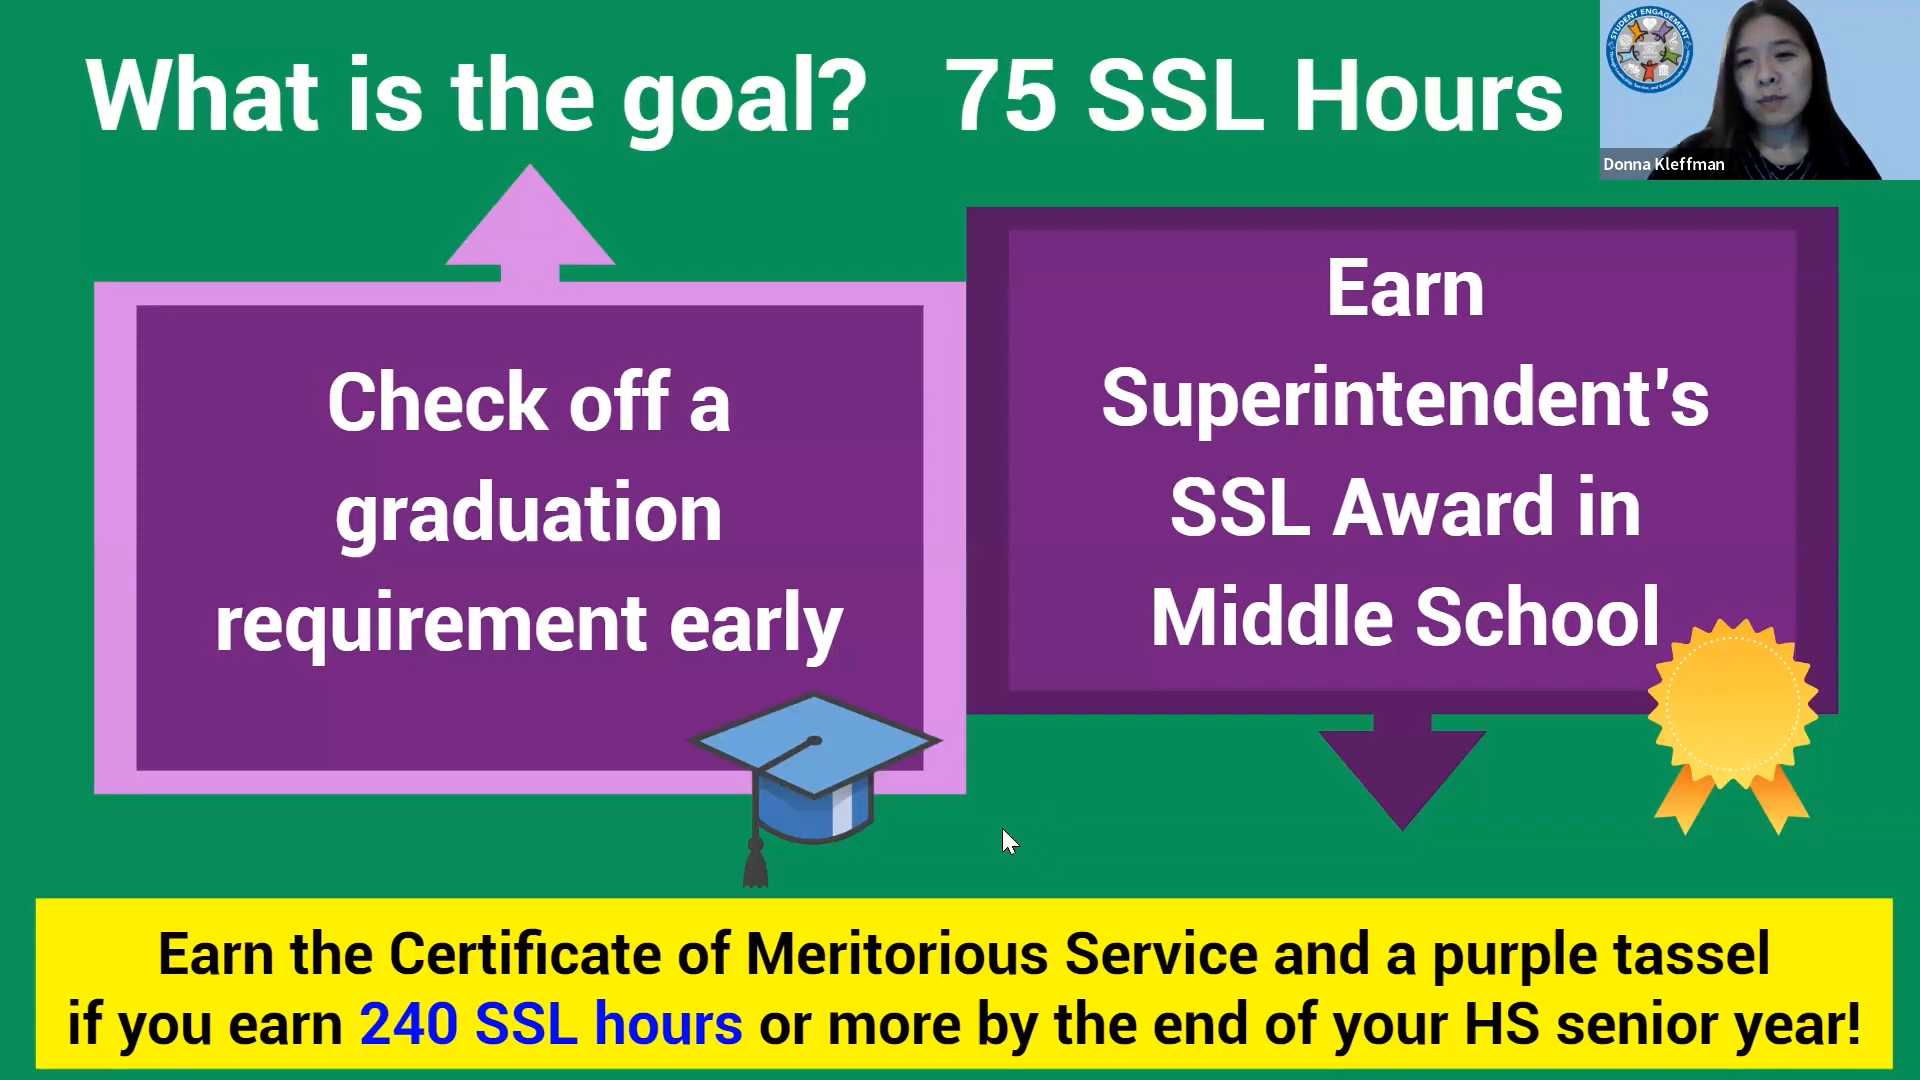 What is the goal? 75 SSL Hours
STUDENT ENGAGEMENT
Donna Kleffman
Check off a
graduation
requirement early
Earn
Superintendent's
SSL Award in
Middle School
Earn the Certificate of Meritorious Service and a purple tassel
if you earn 240 SSL hours or more by the end of your HS senior year!